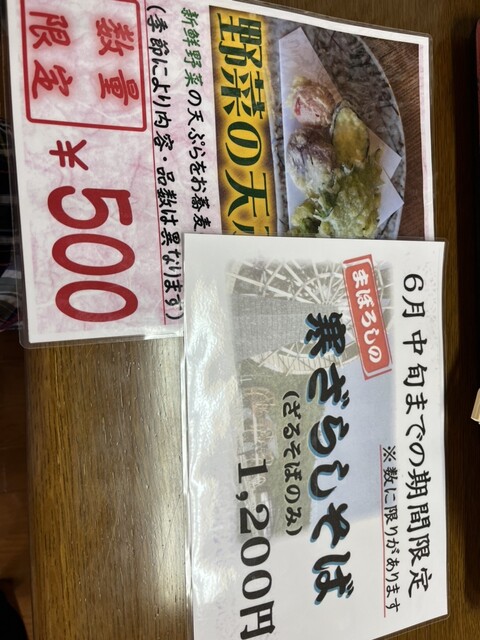 野菜の天
新鮮野菜の天ぷらをお蕎麦
(季節により内容・品数は異なります)
数量
限定
¥500
6月中旬までの期間限定
※数に限りがあります
まぼろしの
寒ざらしそば
(ざるそばのみ)
1,200円